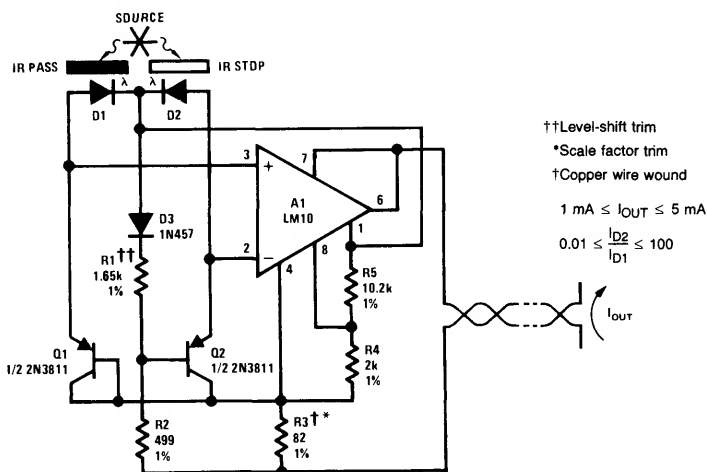 SOURCE
IR PASS
IR STDP
λ
λ
D1
D2
††Level-shift trim
*Scale factor trim
†Copper wire wound
1 mA ≤ IOUT ≤ 5 mA
0.01 ≤ ID2/ID1 ≤ 100
3
+
7
6
A1
LM10
1
D3
1N457
2
−
4
8
R1††
1.65k
1%
R5
10.2k
1%
IOUT
Q1
1/2 2N3811
Q2
1/2 2N3811
R4
2k
1%
R2
499
1%
R3†*
82
1%